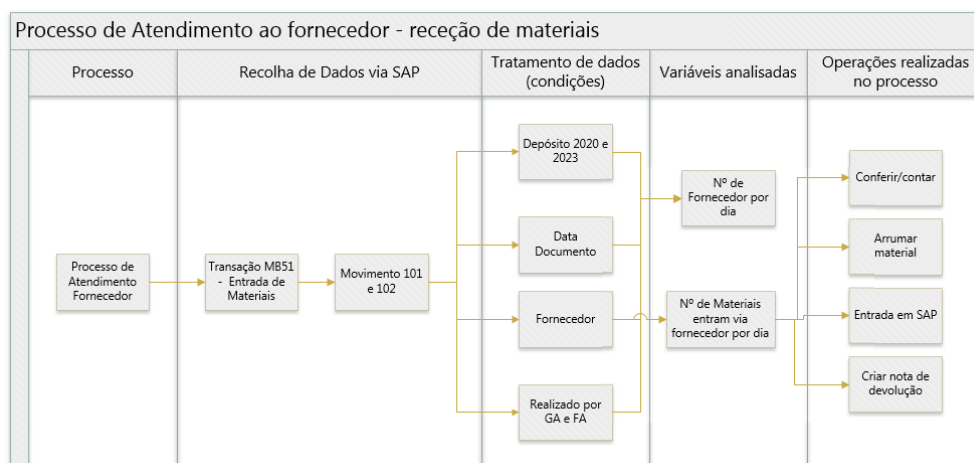 Processo de Atendimento ao fornecedor - receção de materiais
Processo
Recolha de Dados via SAP
Tratamento de dados
(condições)
Variáveis analisadas
Operações realizadas
no processo
Processo de
Atendimento
Fornecedor
Transação MB51
- Entrada de
Materiais
Movimento 101
e 102
Depósito 2020 e
2023
Data
Documento
Fornecedor
Realizado por
GA e FA
Nº de
Fornecedor por
dia
Nº de Materiais
entram via
fornecedor por dia
Conferir/contar
Arrumar
material
Entrada em SAP
Criar nota de
devolução